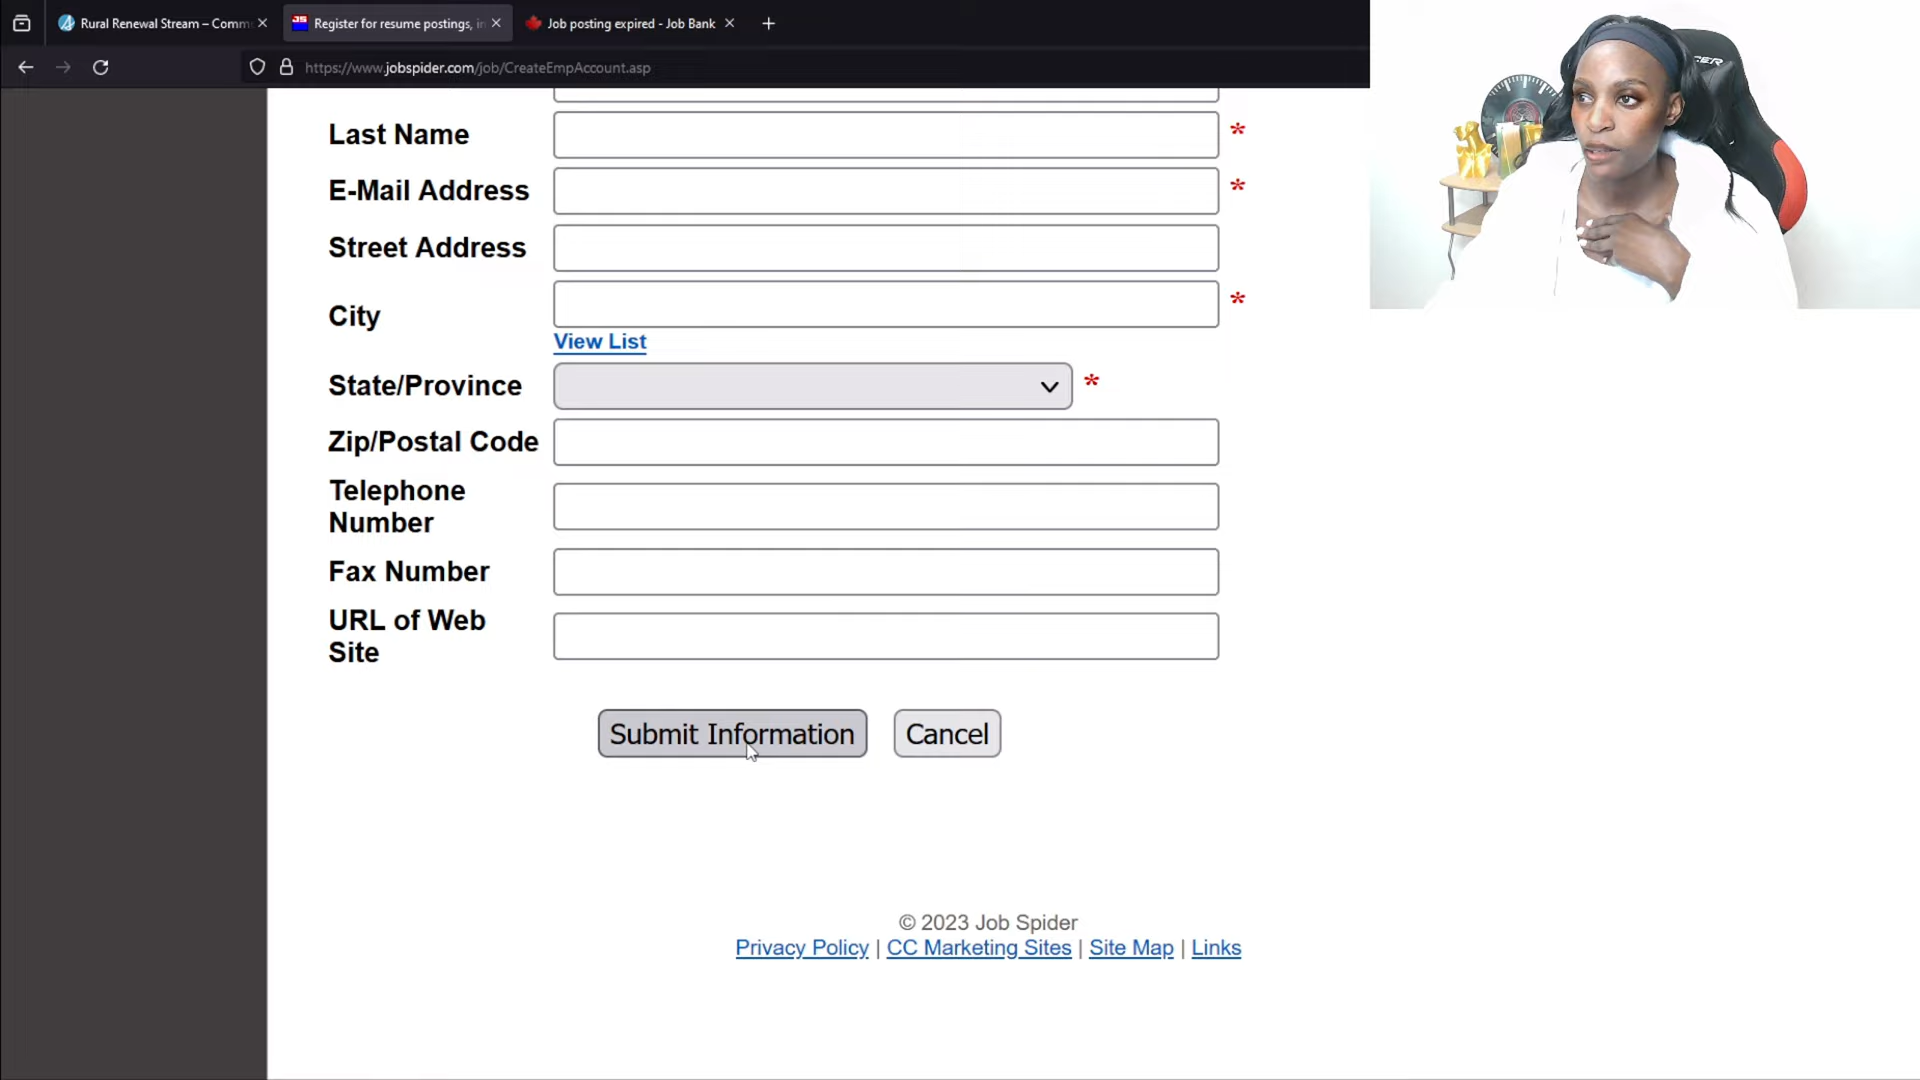 Rural Renewal Stream – Comm
Register for resume postings, in
Job posting expired - Job Bank
https://www.jobspider.com/job/CreateEmpAccount.asp
Last Name
*
E-Mail Address
*
Street Address
City
*
View List
State/Province
*
Zip/Postal Code
Telephone
Number
Fax Number
URL of Web
Site
Submit Information
Cancel
© 2023 Job Spider
Privacy Policy | CC Marketing Sites | Site Map | Links